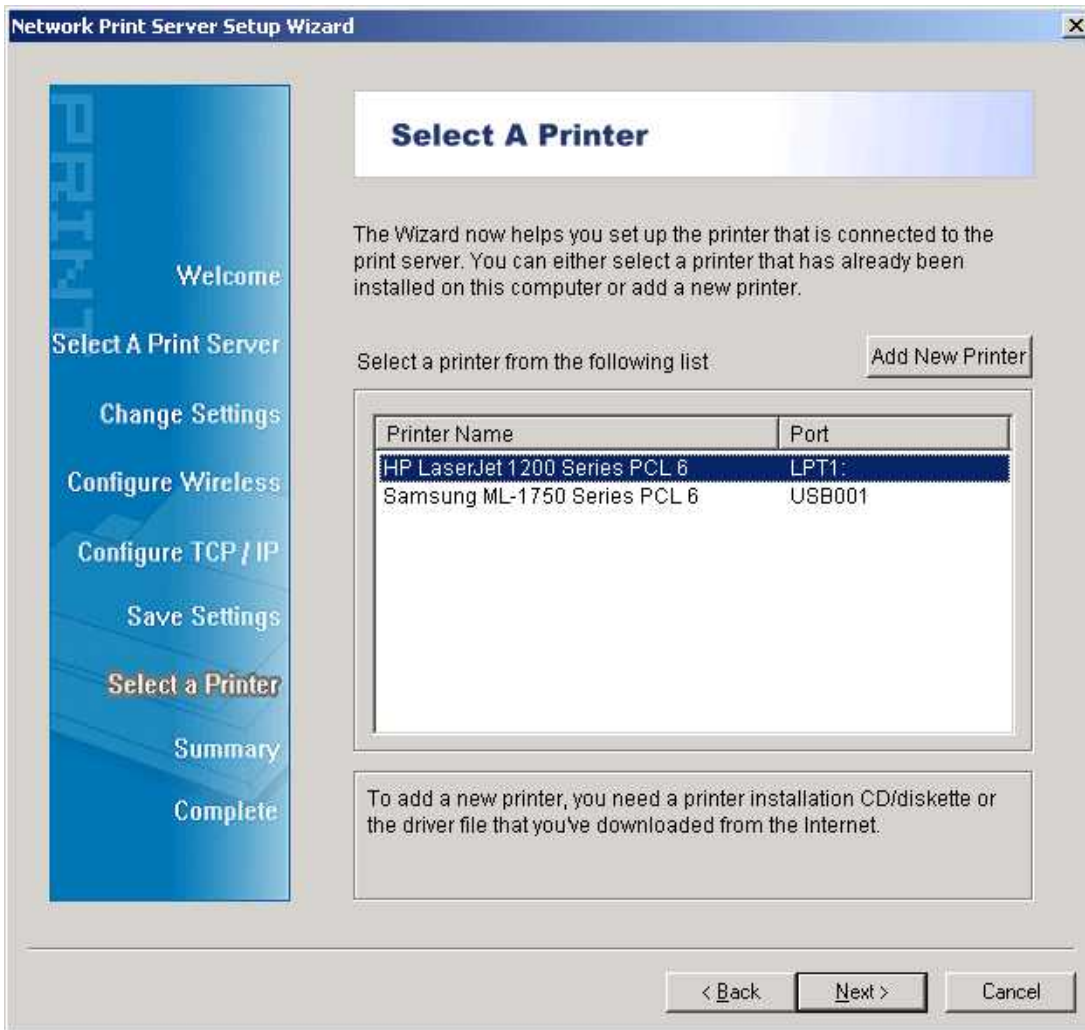 Network Print Server Setup Wizard
PRINT
Welcome
Select A Print Server
Change Settings
Configure Wireless
Configure TCP / IP
Save Settings
Select a Printer
Summary
Complete
Select A Printer
The Wizard now helps you set up the printer that is connected to the
print server. You can either select a printer that has already been
installed on this computer or add a new printer.
Select a printer from the following list
Add New Printer
Printer Name Port
HP LaserJet 1200 Series PCL 6 LPT1:
Samsung ML-1750 Series PCL 6 USB001
To add a new printer, you need a printer installation CD/diskette or
the driver file that you've downloaded from the Internet.
< Back Next > Cancel